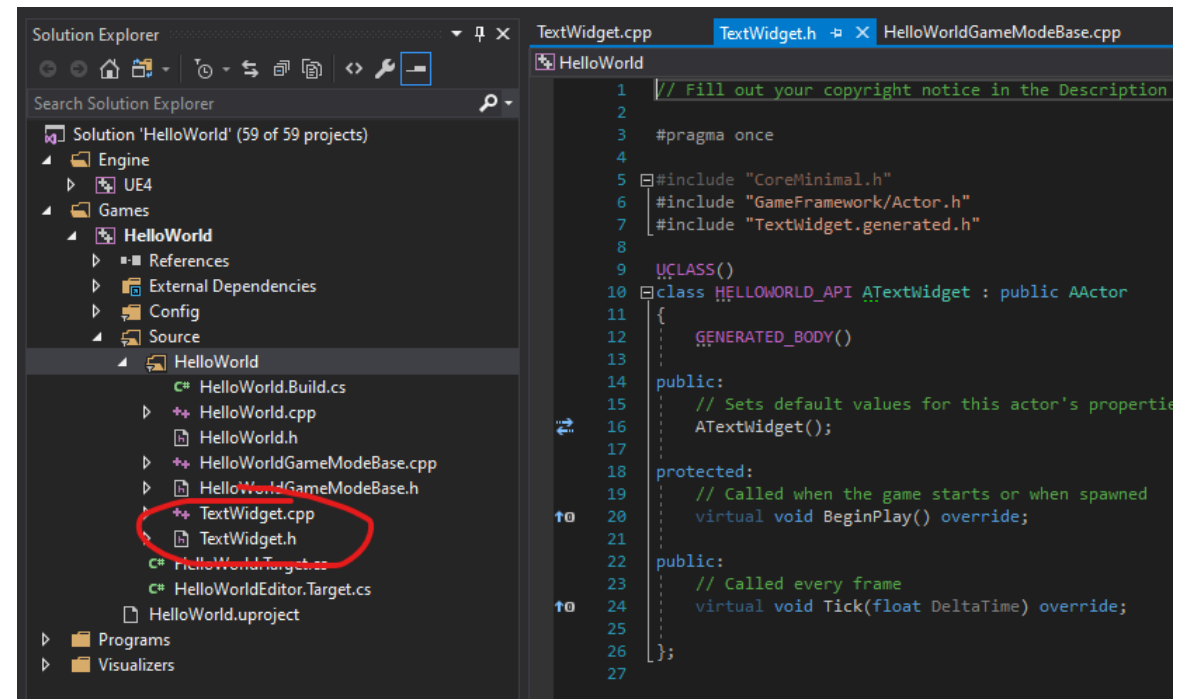 Solution Explorer
Search Solution Explorer
Solution 'HelloWorld' (59 of 59 projects)
Engine
UE4
Games
HelloWorld
References
External Dependencies
Config
Source
HelloWorld
C# HelloWorld.Build.cs
++ HelloWorld.cpp
h HelloWorld.h
++ HelloWorldGameModeBase.cpp
h HelloWorldGameModeBase.h
++ TextWidget.cpp
h TextWidget.h
C# HelloWorld.Target.cs
C# HelloWorldEditor.Target.cs
HelloWorld.uproject
Programs
Visualizers
TextWidget.cpp TextWidget.h HelloWorldGameModeBase.cpp
HelloWorld
1 // Fill out your copyright notice in the Description
2
3 #pragma once
4
5 #include "CoreMinimal.h"
6 #include "GameFramework/Actor.h"
7 #include "TextWidget.generated.h"
8
9 UCLASS()
10 class HELLOWORLD_API ATextWidget : public AActor
11 {
12 GENERATED_BODY()
13
14 public:
15 // Sets default values for this actor's propertie
16 ATextWidget();
17
18 protected:
19 // Called when the game starts or when spawned
20 virtual void BeginPlay() override;
21
22 public:
23 // Called every frame
24 virtual void Tick(float DeltaTime) override;
25
26 };
27